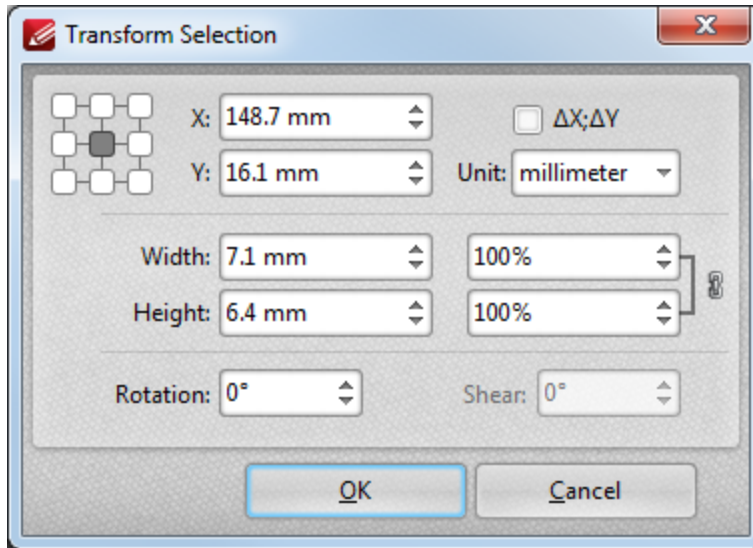 Transform Selection
X: 148.7 mm ΔX;ΔY
Y: 16.1 mm Unit: millimeter
Width: 7.1 mm 100%
Height: 6.4 mm 100%
Rotation: 0° Shear: 0°
OK Cancel